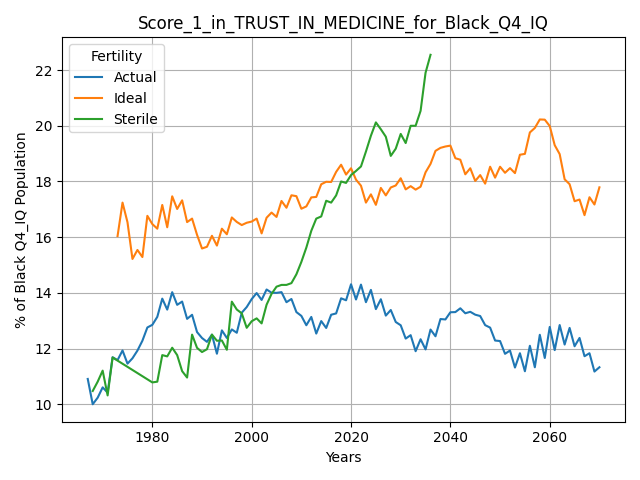 Score_1_in_TRUST_IN_MEDICINE_for_Black_Q4_IQ
Fertility
Actual
Ideal
Sterile
% of Black Q4_IQ Population
22
20
18
16
14
12
10
1980
2000
2020
2040
2060
Years